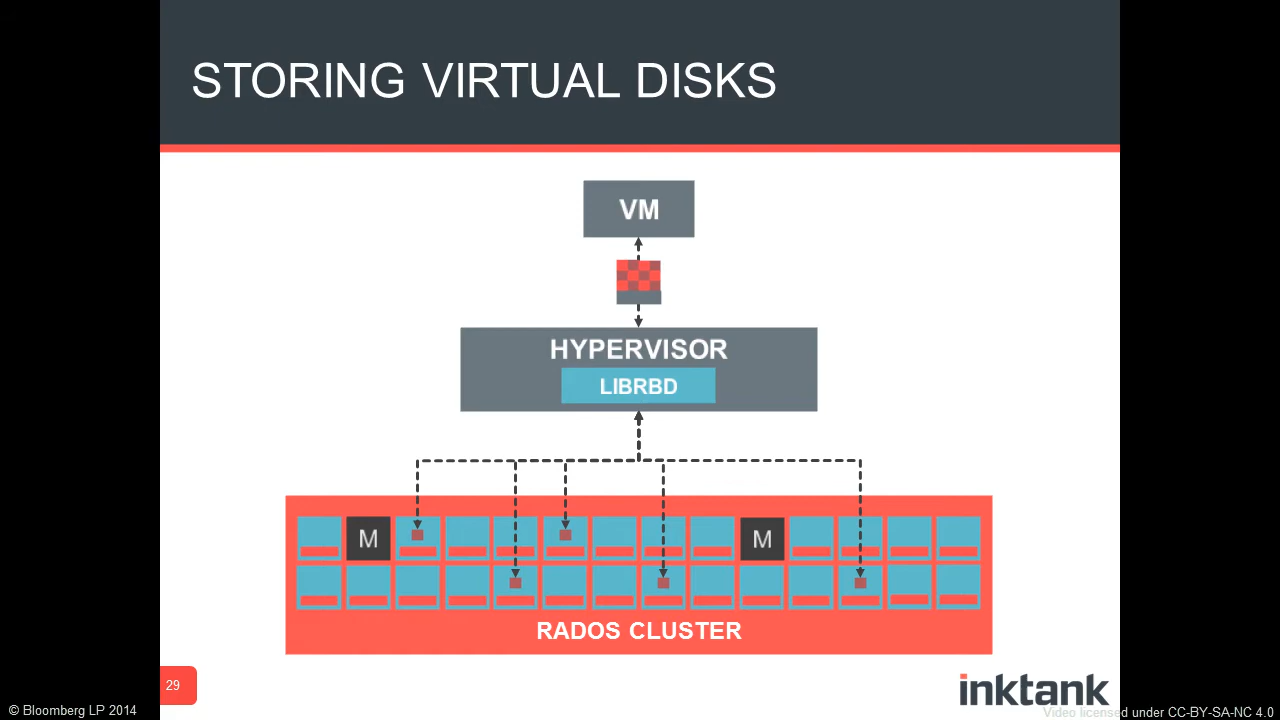 STORING VIRTUAL DISKS
VM
HYPERVISOR
LIBRBD
M
M
RADOS CLUSTER
29
inktank
© Bloomberg LP 2014
Video licensed under CC-BY-SA-NC 4.0